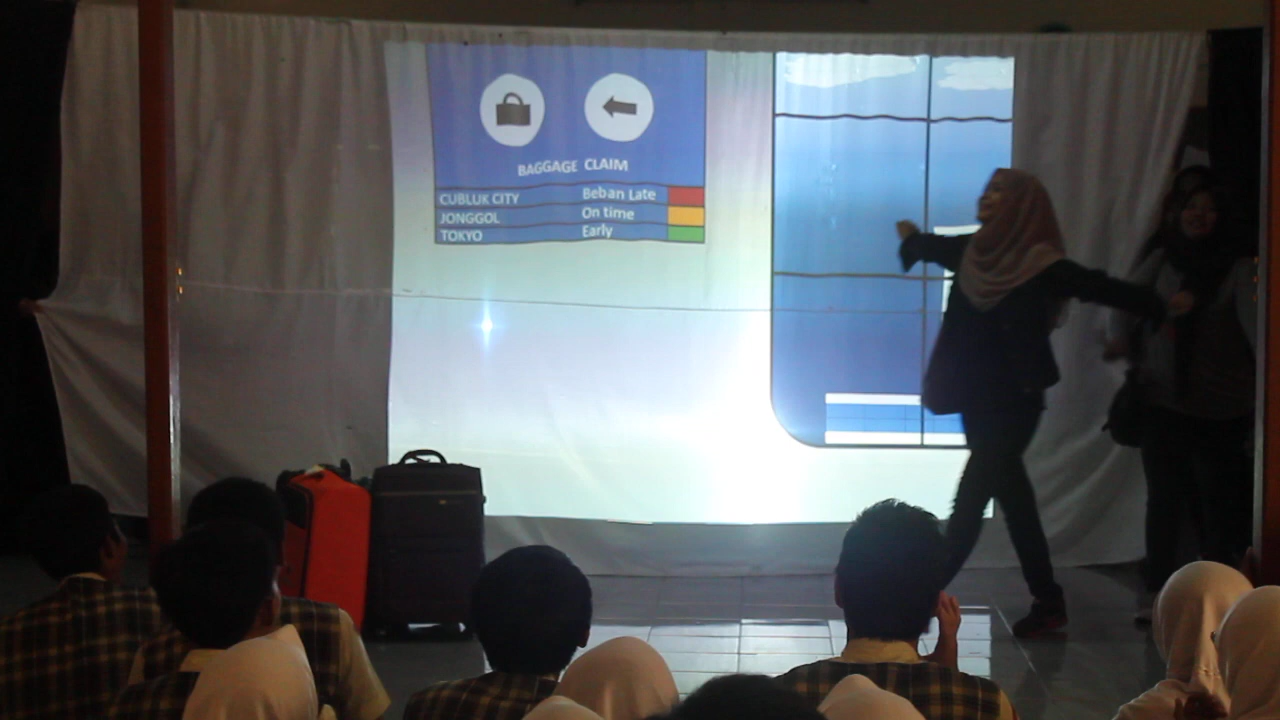 BAGGAGE CLAIM
CUBLUK CITY Beban Late
JONGGOL On time
TOKYO Early